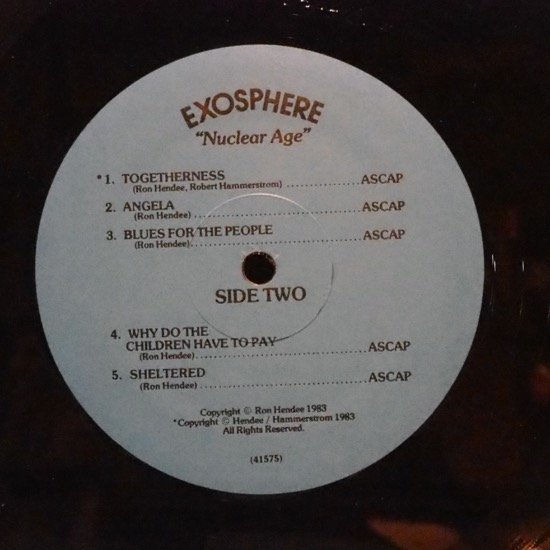 EXOSPHERE
"Nuclear Age"
*1. TOGETHERNESS
(Ron Hendee, Robert Hammerstrom) ................ ASCAP
2. ANGELA
(Ron Hendee) ................................ ASCAP
3. BLUES FOR THE PEOPLE
(Ron Hendee) ................................ ASCAP
SIDE TWO
4. WHY DO THE
CHILDREN HAVE TO PAY
(Ron Hendee) ................................ ASCAP
5. SHELTERED
(Ron Hendee) ................................ ASCAP
Copyright © Ron Hendee 1983
*Copyright © Hendee / Hammerstrom 1983
All Rights Reserved.
(41575)